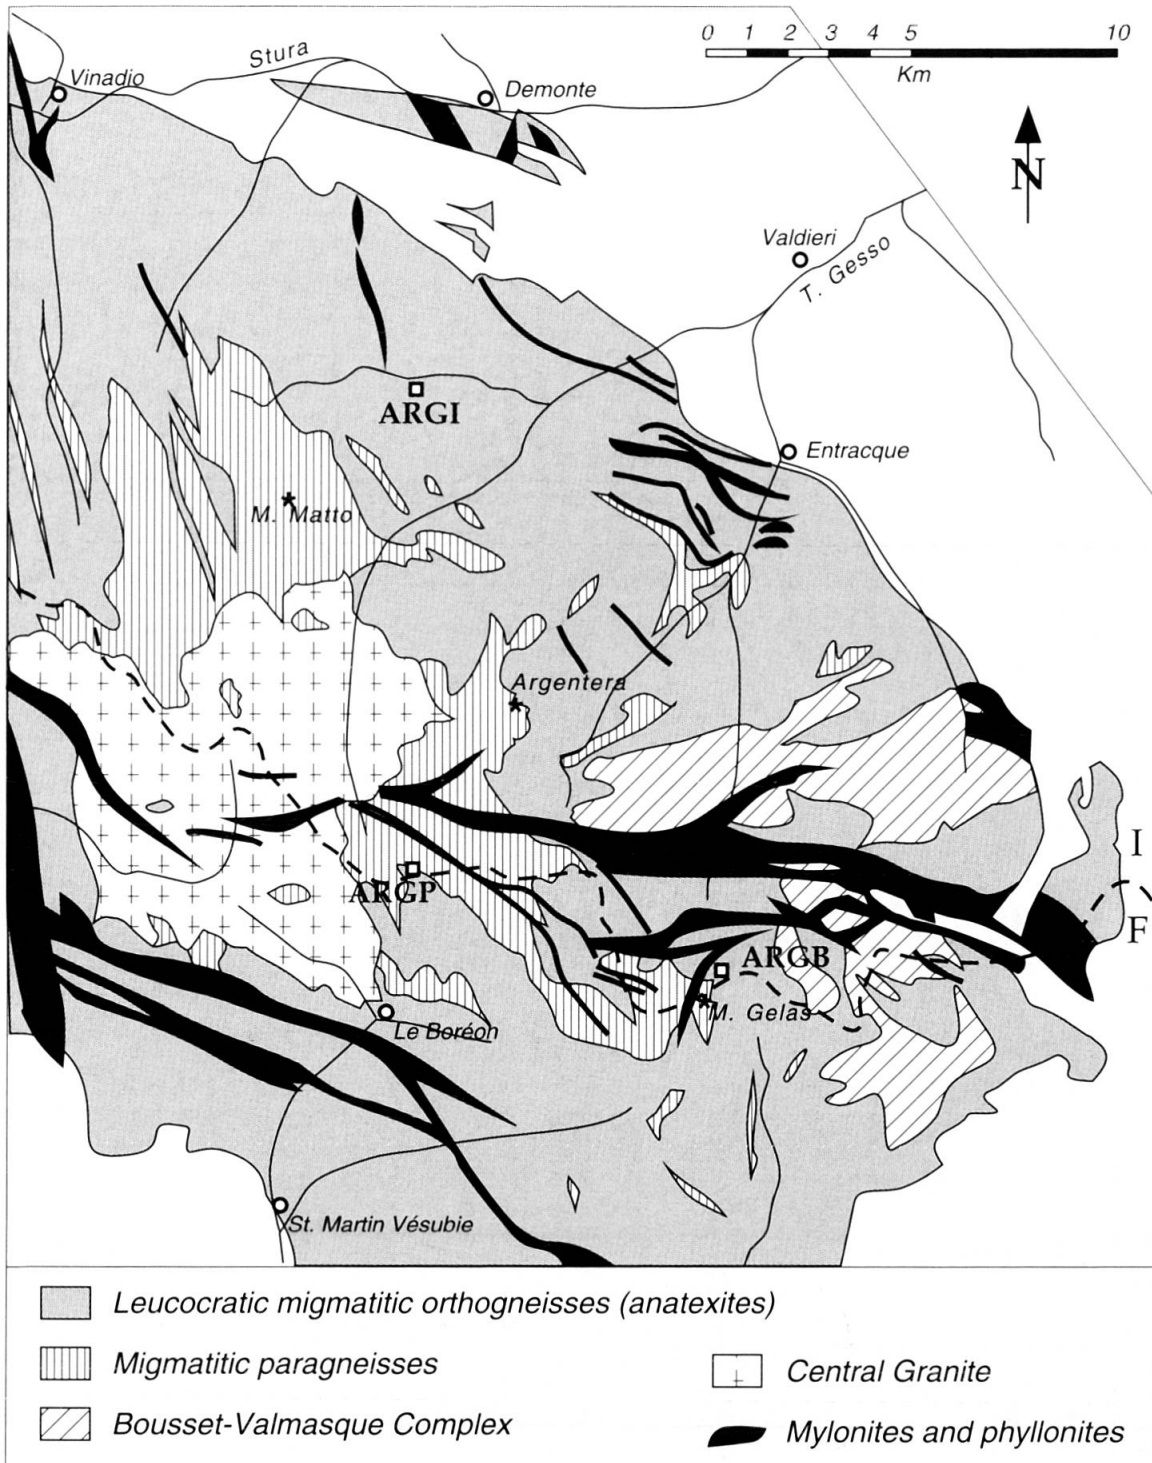 0 1 2 3 4 5 10
Km
Stura
Vinadio
Demonte
N
Valdieri
T. Gesso
ARGI
Entracque
M. Matto
Argentera
I
F
ARGP
ARGB
M. Gelas
Le Boréon
St. Martin Vésubie
Leucocratic migmatitic orthogneisses (anatexites)
Migmatitic paragneisses
Central Granite
Bousset-Valmasque Complex
Mylonites and phyllonites